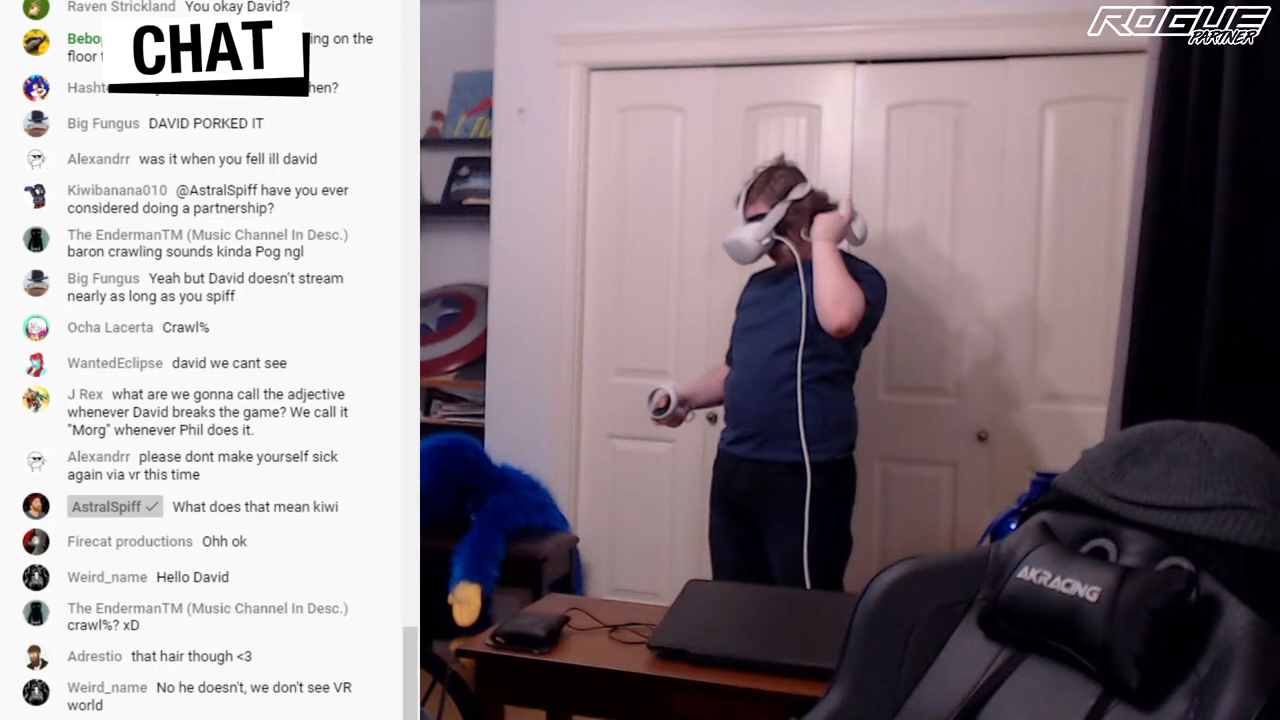 Raven Strickland You okay David?
Bebo
ing on the
floor
CHAT
Hasht
hen?
Big Fungus DAVID PORKED IT
Alexandrr was it when you fell ill david
Kiwibanana010 @AstralSpiff have you ever
considered doing a partnership?
The EndermanTM (Music Channel In Desc.)
baron crawling sounds kinda Pog ngl
Big Fungus Yeah but David doesn't stream
nearly as long as you spiff
Ocha Lacerta Crawl%
WantedEclipse david we cant see
J Rex what are we gonna call the adjective
whenever David breaks the game? We call it
"Morg" whenever Phil does it.
Alexandrr please dont make yourself sick
again via vr this time
AstralSpiff ✓ What does that mean kiwi
Firecat productions Ohh ok
Weird_name Hello David
The EndermanTM (Music Channel In Desc.)
crawl%? xD
Adrestio that hair though <3
Weird_name No he doesn't, we don't see VR
world
ROGUE
PARTNER
AKRACING